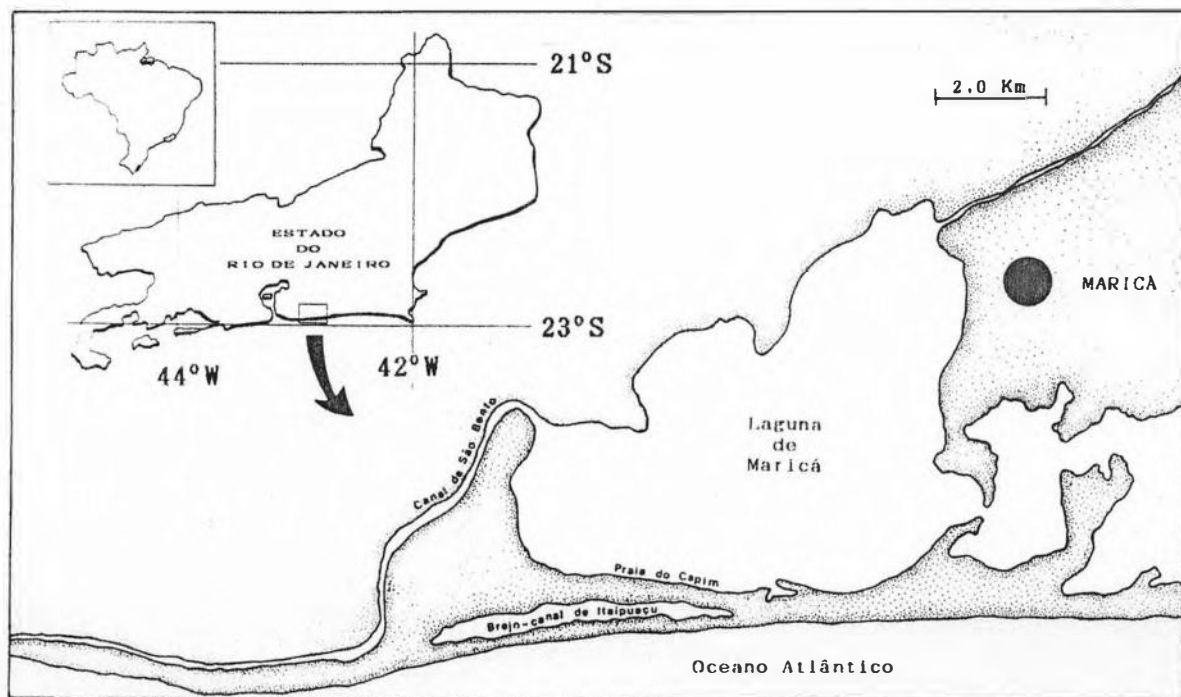 21°S
2.0 Km
ESTADO
DO
RIO DE JANEIRO
MARICÁ
23°S
44°W
42°W
Canal de São Bento
Laguna
de
Maricá
Praia do Capim
Brejo-canal de Itaipuaçu
Oceano Atlântico